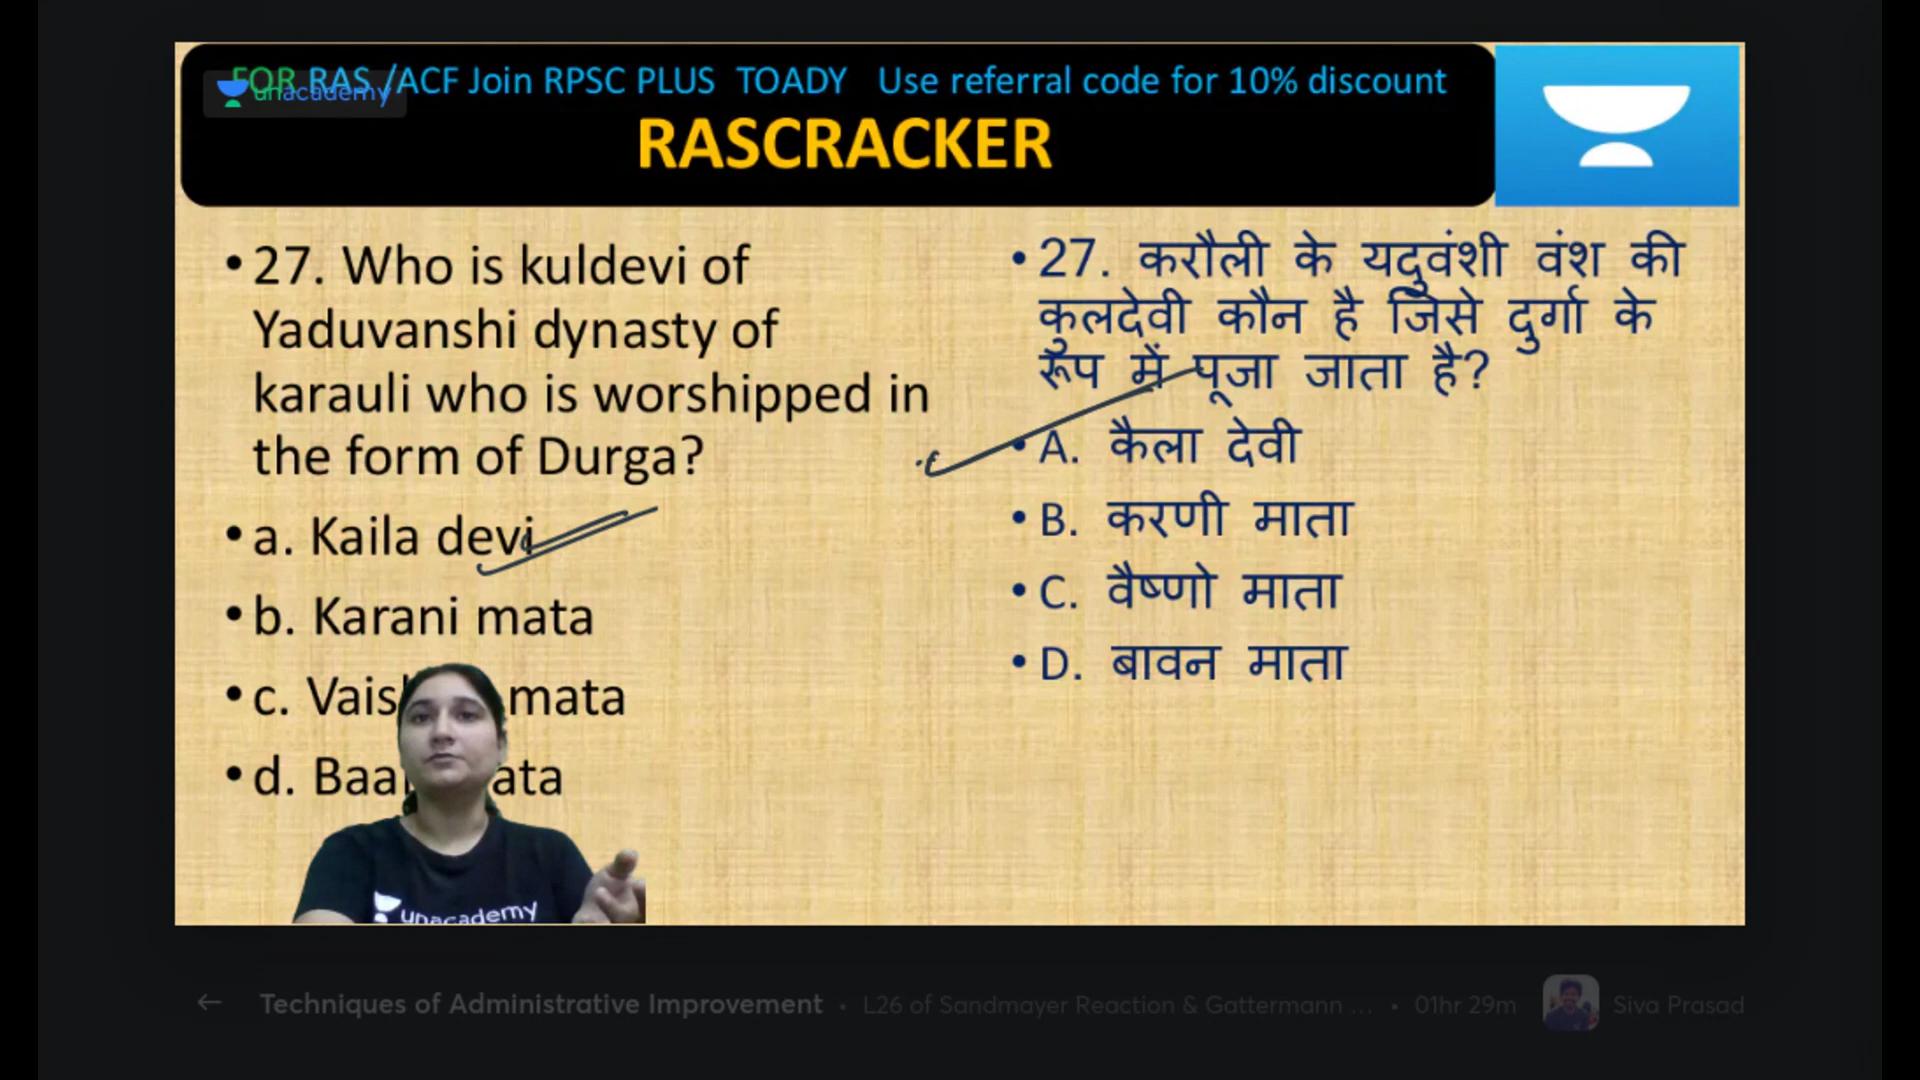 FOR RAS /ACF Join RPSC PLUS TOADY Use referral code for 10% discount
unacademy
RASCRACKER
• 27. Who is kuldevi of
Yaduvanshi dynasty of
karauli who is worshipped in
the form of Durga?
• a. Kaila devi
• b. Karani mata
• c. mata
• d.
• 27. करौली के यदुवंशी वंश की
कुलदेवी कौन है जिसे दुर्गा के
रूप में पूजा जाता है?
• A. कैला देवी
• B. करणी माता
• C. वैष्णो माता
• D. बावन माता
unacademy
← Techniques of Administrative Improvement • L26 of Sandmayer Reaction & Gattermann ... • 01hr 29m Siva Prasad